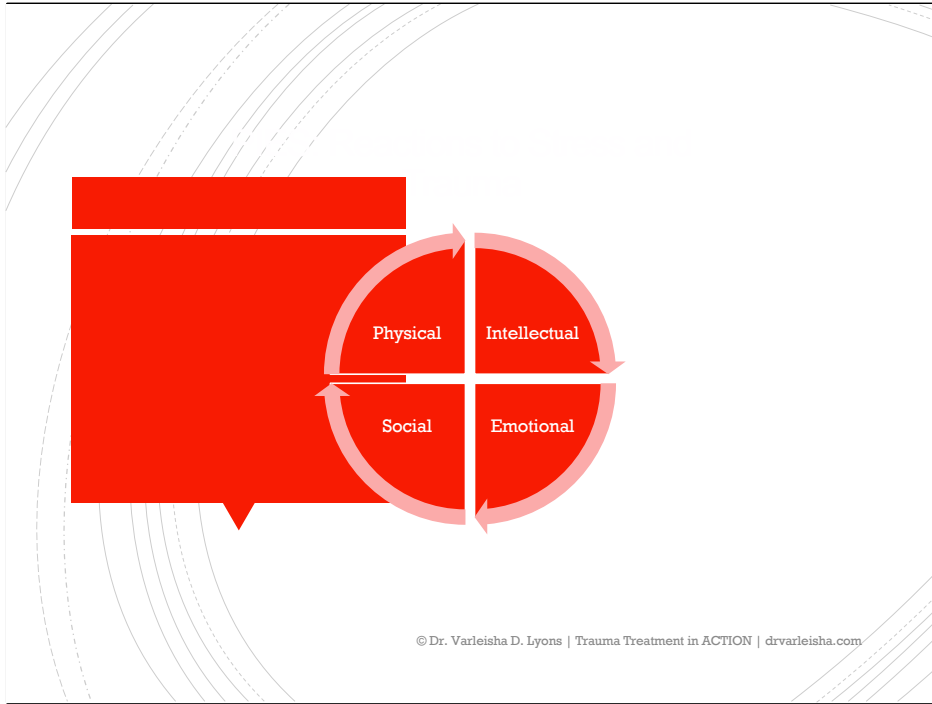 Physical
Intellectual
Social
Emotional
© Dr. Varleisha D. Lyons | Trauma Treatment in ACTION | drvarleisha.com